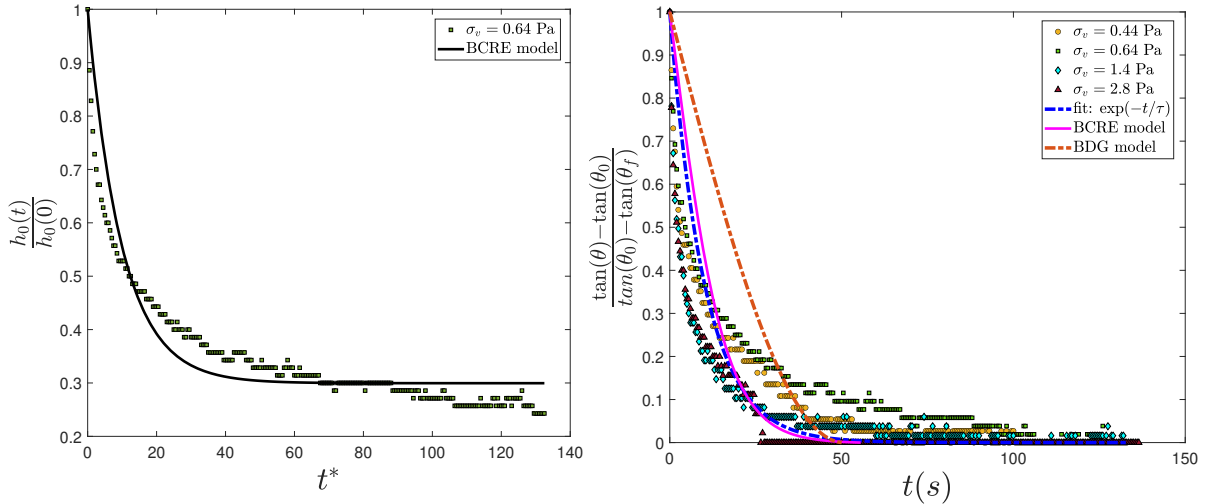 1
0.9
0.8
0.7
0.6
0.5
0.4
0.3
0.2
0 20 40 60 80 100 120 140
h₀(t)
h₀(0)
t*
σᵥ = 0.64 Pa
BCRE model
1
0.9
0.8
0.7
0.6
0.5
0.4
0.3
0.2
0.1
0
0 50 100 150
tan(θ)−tan(θ₀)
tan(θ₀)−tan(θ_f)
t(s)
σᵥ = 0.44 Pa
σᵥ = 0.64 Pa
σᵥ = 1.4 Pa
σᵥ = 2.8 Pa
fit: exp(−t/τ)
BCRE model
BDG model